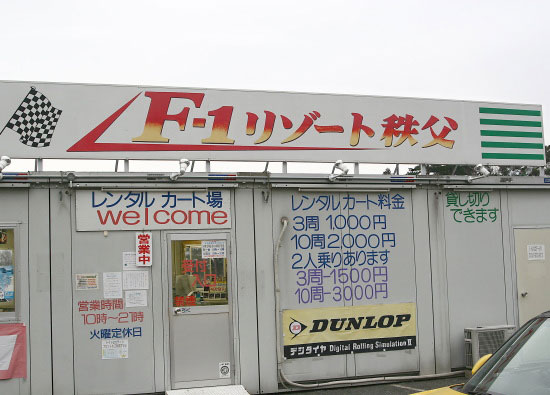 F-1リゾート秩父
レンタル カート場
welcome
営業中
営業時間
10時~21時
火曜定休日
受付
レンタルカート料金
3周 1,000円
10周 2,000円
2人乗りあります
3周-1500円
10周-3000円
DUNLOP
デジタイヤ Digital Rolling Simulation II
貸し切り
できます